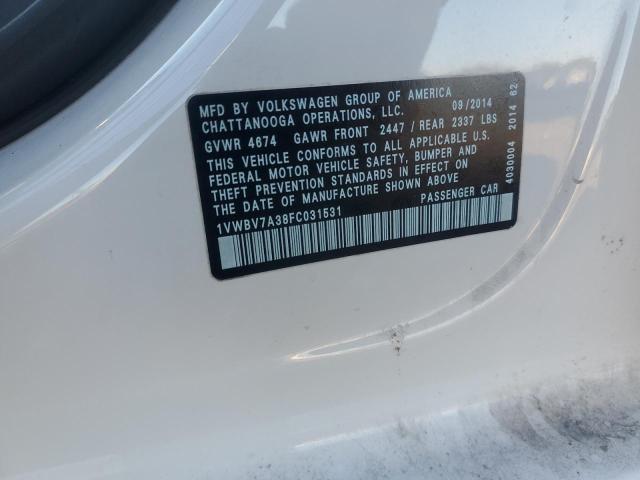 MFD BY VOLKSWAGEN GROUP OF AMERICA
CHATTANOOGA OPERATIONS, LLC. 09/2014
GVWR 4674 GAWR FRONT 2447 / REAR 2337 LBS
THIS VEHICLE CONFORMS TO ALL APPLICABLE U.S.
FEDERAL MOTOR VEHICLE SAFETY, BUMPER AND
THEFT PREVENTION STANDARDS IN EFFECT ON
THE DATE OF MANUFACTURE SHOWN ABOVE
1VWBV7A38FC031531 PASSENGER CAR
4030004 2014 62